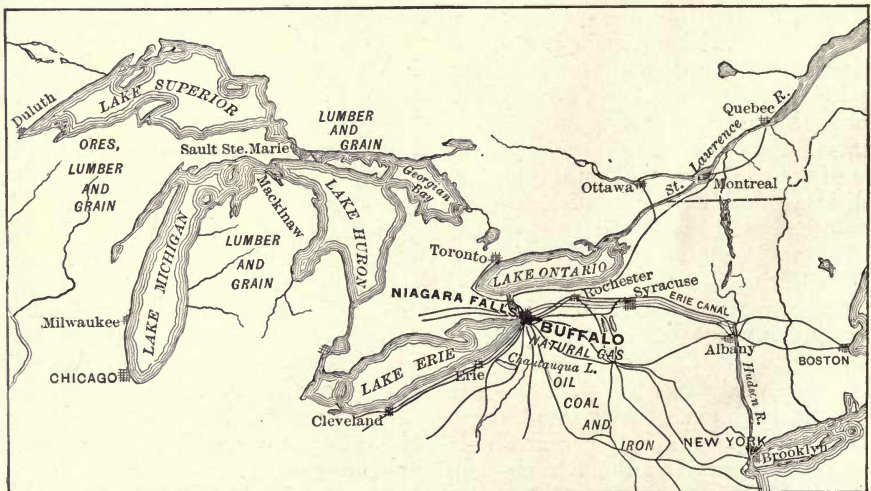 Duluth
LAKE SUPERIOR
ORES,
LUMBER
AND
GRAIN
Sault Ste. Marie
LUMBER
AND
GRAIN
Mackinaw
LAKE HURON
Georgian
Bay
LAKE MICHIGAN
LUMBER
AND
GRAIN
Milwaukee
CHICAGO
Quebec
St. Lawrence R.
Ottawa
Montreal
Toronto
LAKE ONTARIO
NIAGARA FALLS
Rochester
Syracuse
ERIE CANAL
BUFFALO
NATURAL GAS
Albany
BOSTON
LAKE ERIE
Erie
Chautauqua L.
OIL
COAL
AND
IRON
Cleveland
Hudson R.
NEW YORK
Brooklyn